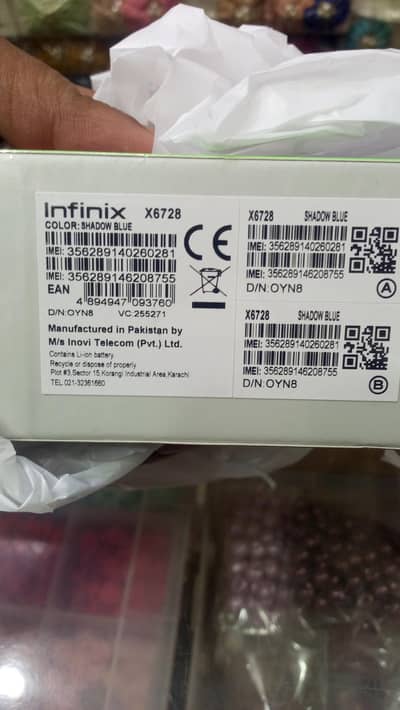 Infinix X6728
COLOR: SHADOW BLUE
CE
IMEI: 356289140260281
IMEI: 356289146208755
EAN
4 894947 093760
D/N:OYN8 VC:255271
Manufactured in Pakistan by
M/s Inovi Telecom (Pvt.) Ltd.
Contains Li-ion battery.
Recycle or dispose of properly.
Plot #3,Sector 15,Korangi Industrial Area,Karachi
TEL 021-32361660
X6728 SHADOW BLUE
IMEI: 356289140260281
IMEI: 356289146208755
D/N:OYN8
A
X6728 SHADOW BLUE
IMEI: 356289140260281
IMEI: 356289146208755
D/N:OYN8
B